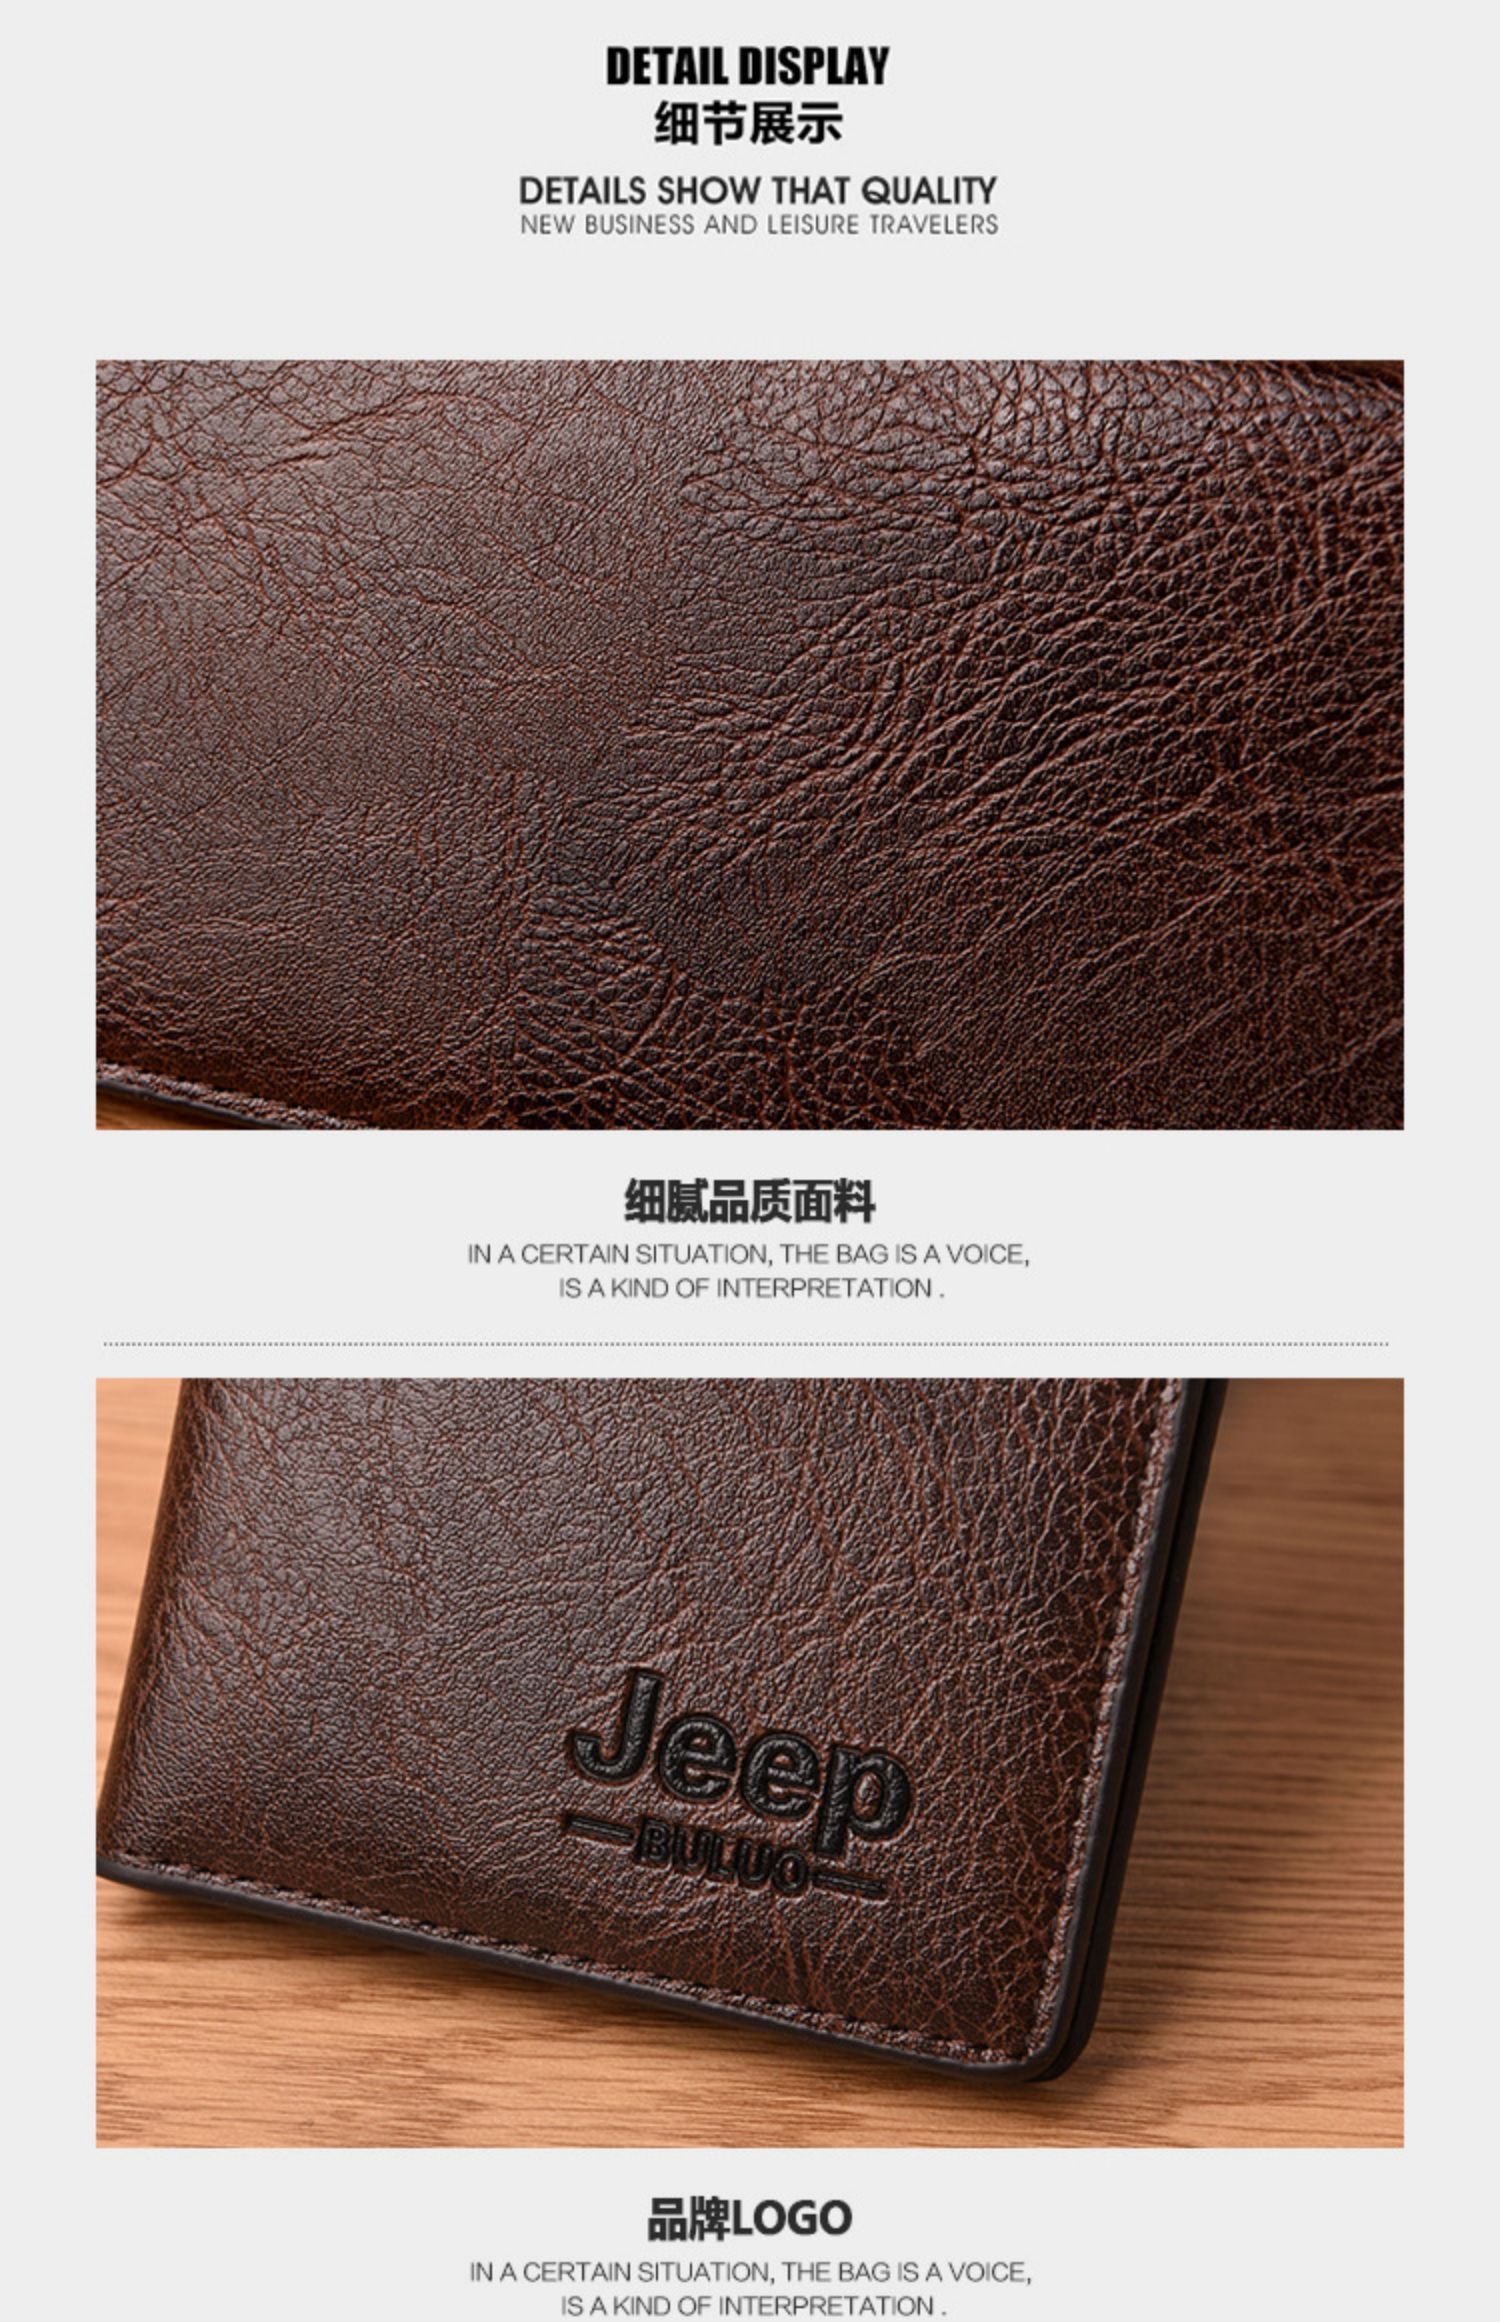 DETAIL DISPLAY
细节展示
DETAILS SHOW THAT QUALITY
NEW BUSINESS AND LEISURE TRAVELERS
细腻品质面料
IN A CERTAIN SITUATION, THE BAG IS A VOICE,
IS A KIND OF INTERPRETATION .
Jeep
BULUO
品牌LOGO
IN A CERTAIN SITUATION, THE BAG IS A VOICE,
IS A KIND OF INTERPRETATION .